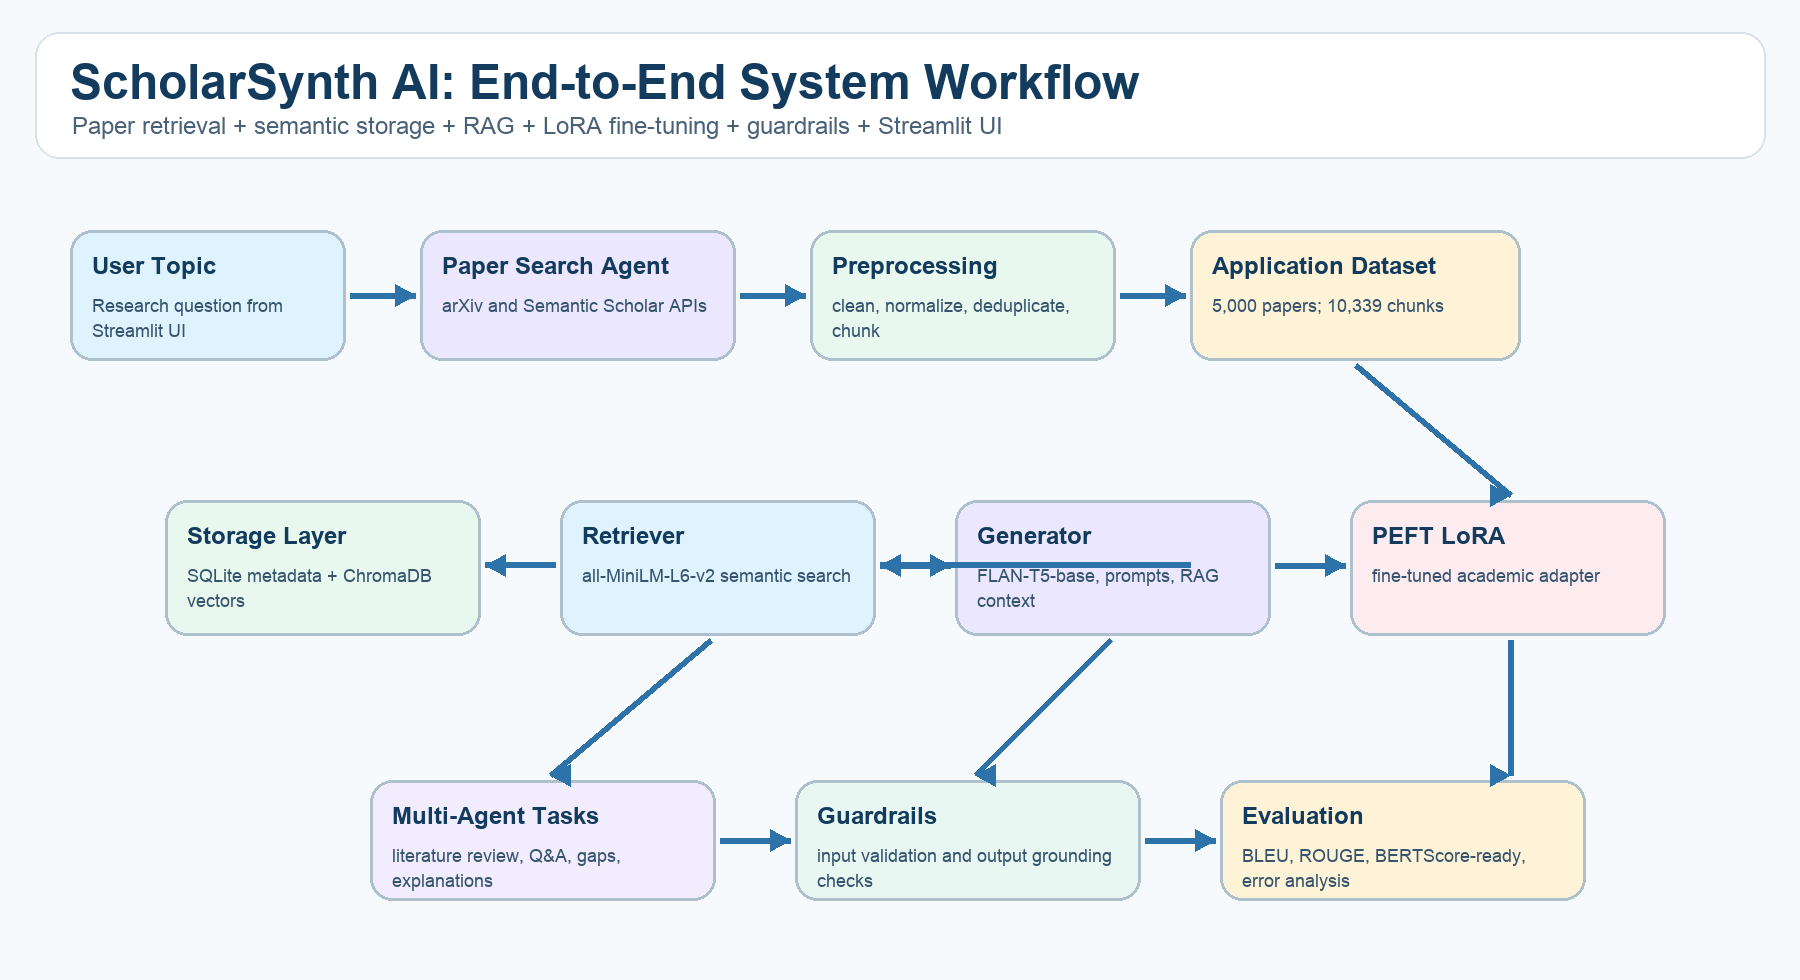 ScholarSynth AI: End-to-End System Workflow
Paper retrieval + semantic storage + RAG + LoRA fine-tuning + guardrails + Streamlit UI
User Topic
Research question from
Streamlit UI
Paper Search Agent
arXiv and Semantic Scholar APIs
Preprocessing
clean, normalize, deduplicate,
chunk
Application Dataset
5,000 papers; 10,339 chunks
Storage Layer
SQLite metadata + ChromaDB
vectors
Retriever
all-MiniLM-L6-v2 semantic search
Generator
FLAN-T5-base, prompts, RAG
context
PEFT LoRA
fine-tuned academic adapter
Multi-Agent Tasks
literature review, Q&A, gaps,
explanations
Guardrails
input validation and output grounding
checks
Evaluation
BLEU, ROUGE, BERTScore-ready,
error analysis